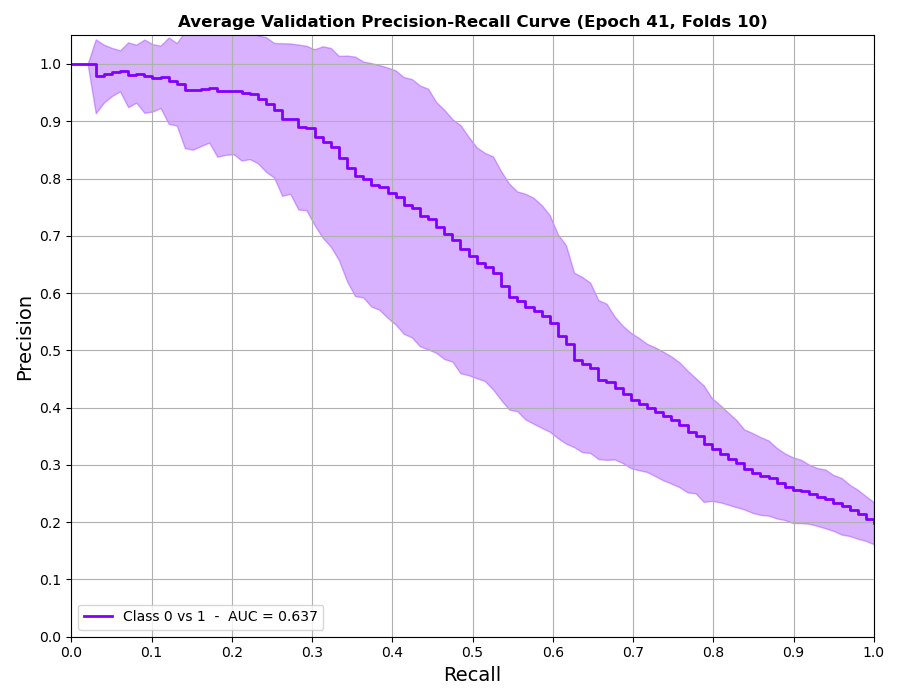 Average Validation Precision-Recall Curve (Epoch 41, Folds 10)
Precision
1.0
0.9
0.8
0.7
0.6
0.5
0.4
0.3
0.2
0.1
0.0
Class 0 vs 1 - AUC = 0.637
0.0 0.1 0.2 0.3 0.4 0.5 0.6 0.7 0.8 0.9 1.0
Recall